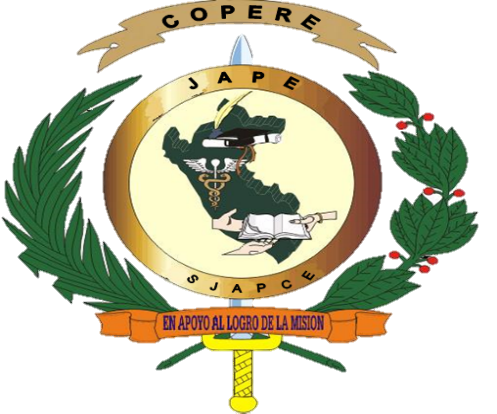 COPERE
JAPE
SJAPCE
EN APOYO AL LOGRO DE LA MISION